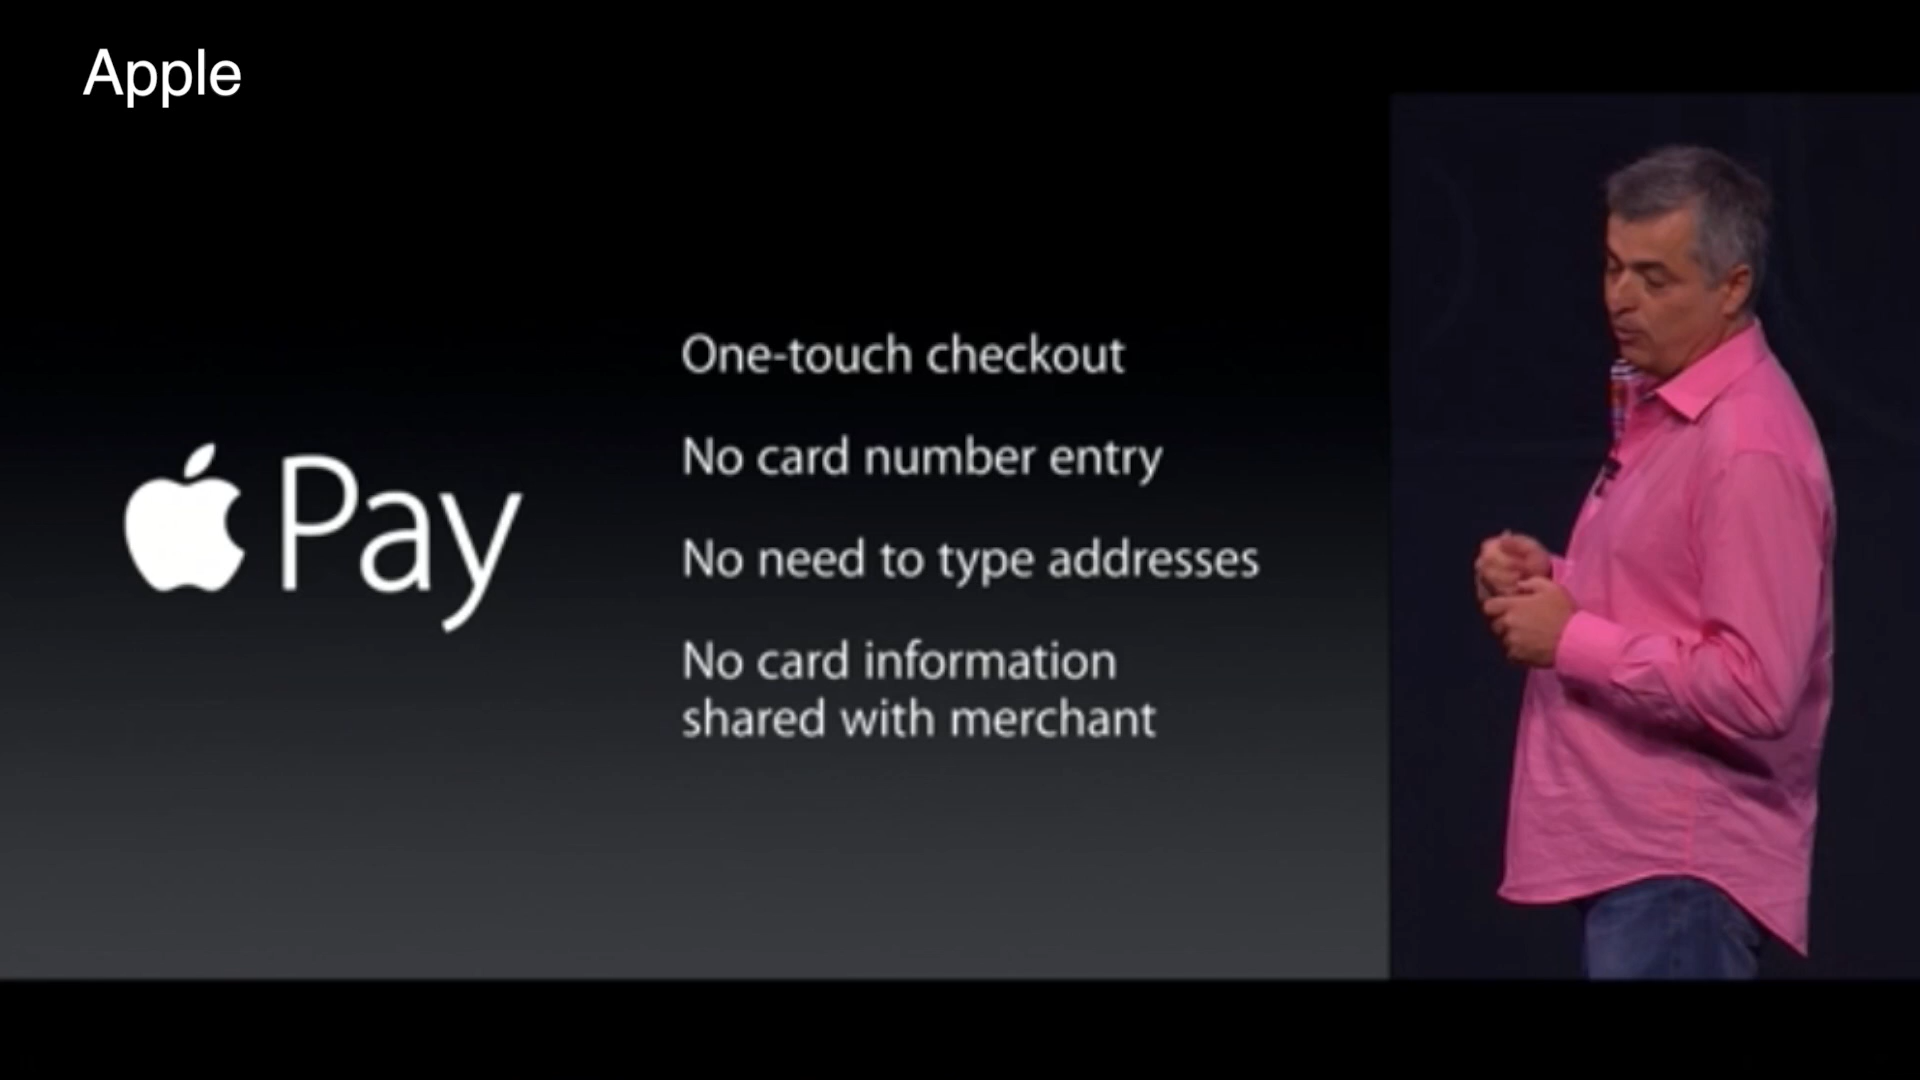 Apple
Pay
One-touch checkout
No card number entry
No need to type addresses
No card information
shared with merchant